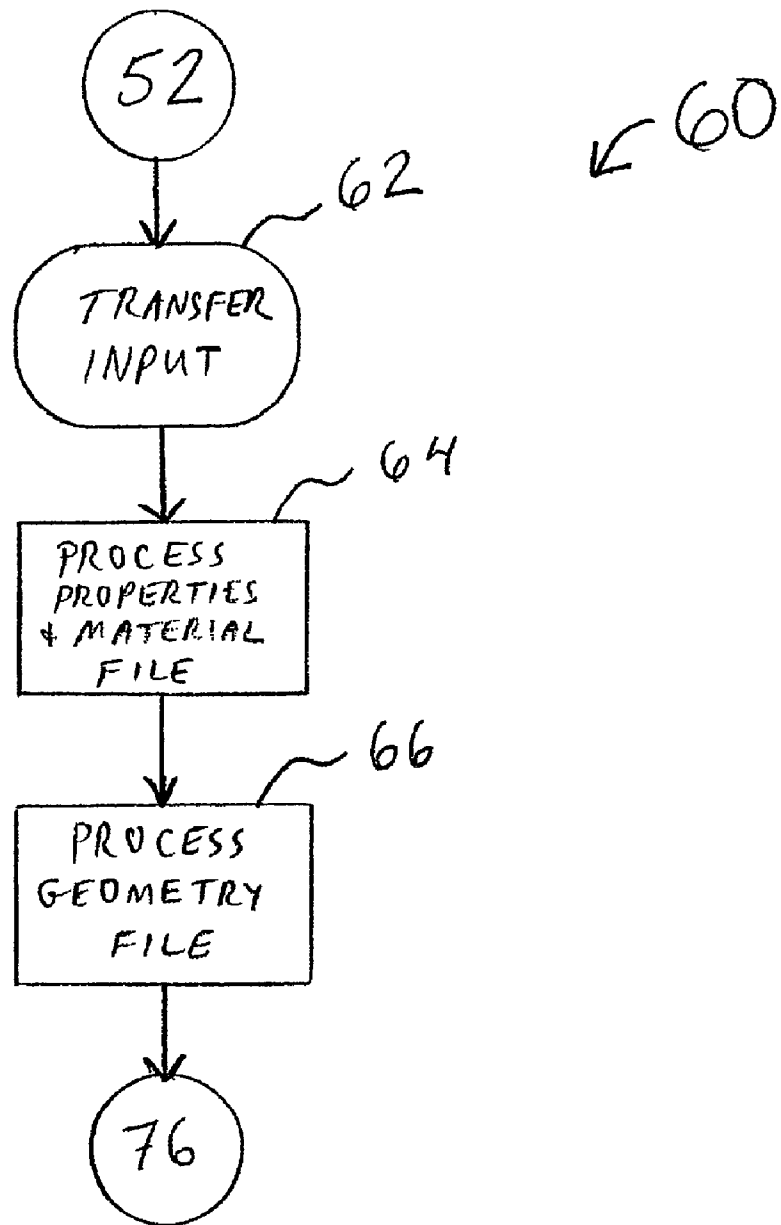 52
60
62
TRANSFER
INPUT
64
PROCESS
PROPERTIES
& MATERIAL
FILE
66
PROCESS
GEOMETRY
FILE
76